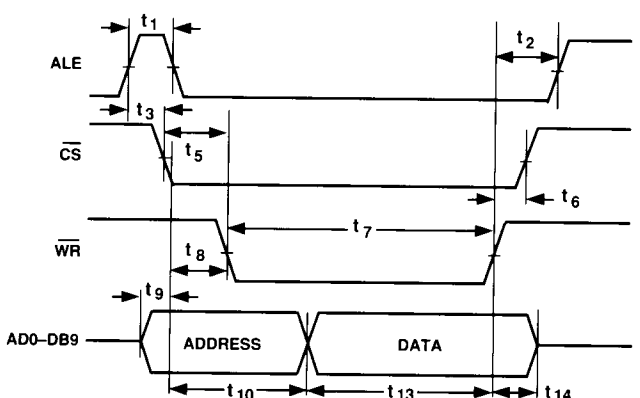 t1
t2
ALE
t3
t5
CS
t6
t7
t8
WR
t9
AD0–DB9
ADDRESS
DATA
t10
t13
t14